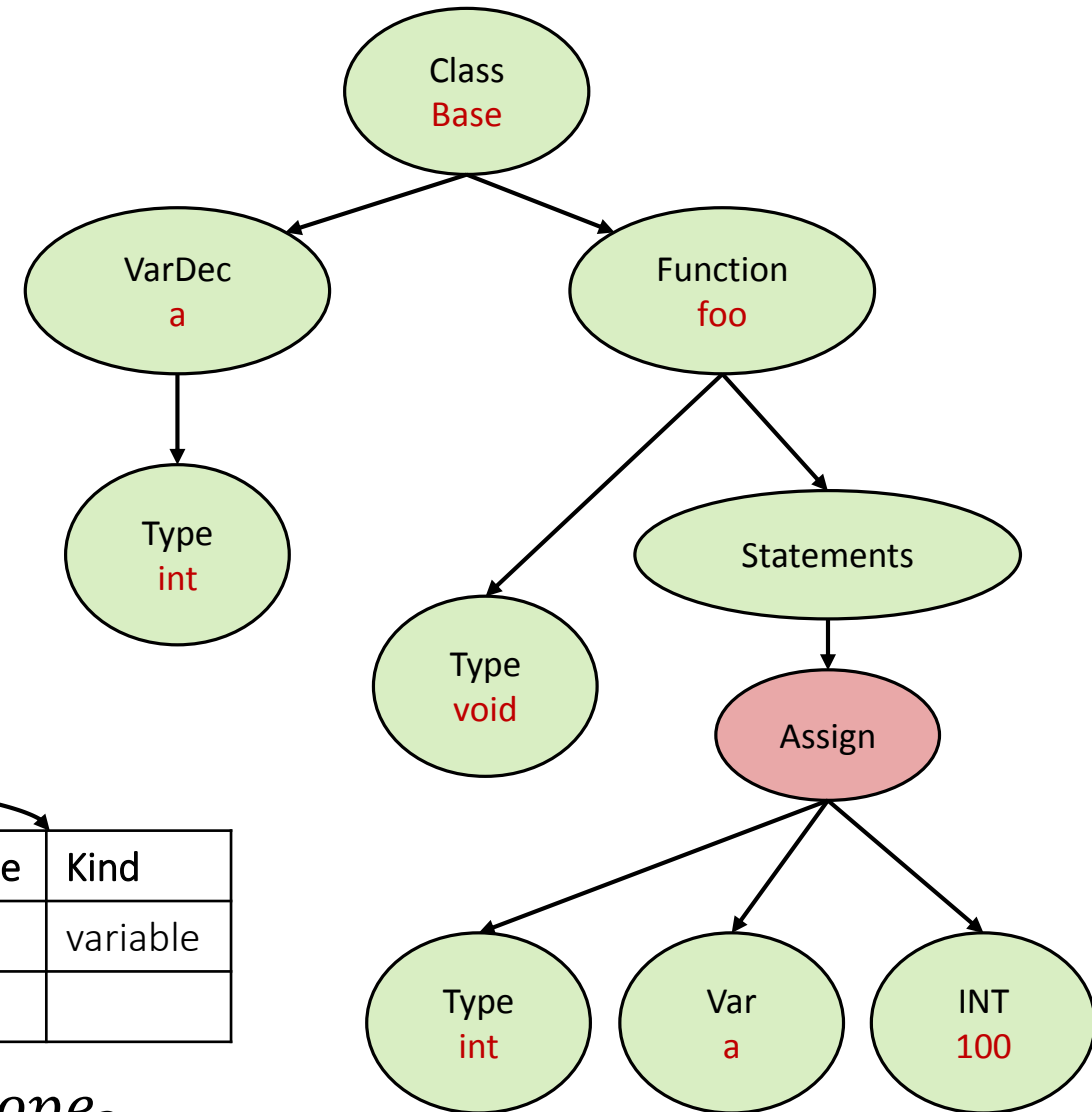 Class
Base
VarDec
a
Function
foo
Type
int
Statements
Type
void
Assign
Kind
variable
Type
int
Var
a
INT
100